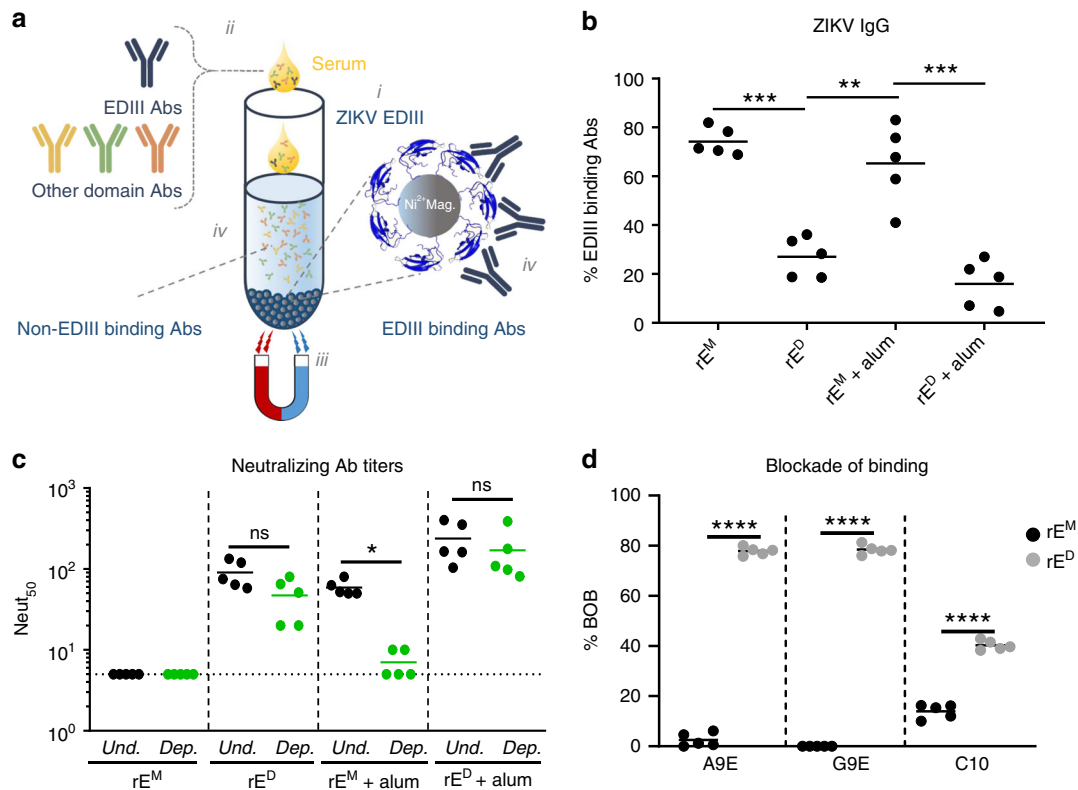 a
ii
Serum
i
EDIII Abs
ZIKV EDIII
Other domain Abs
Ni2+Mag.
iv
iv
Non-EDIII binding Abs
EDIII binding Abs
iii
b
ZIKV IgG
% EDIII binding Abs
100
80
60
40
20
0
***
**
***
rEM
rED
rEM + alum
rED + alum
c
Neutralizing Ab titers
Neut50
103
102
101
100
ns
ns
*
Und. Dep. Und. Dep. Und. Dep. Und. Dep.
rEM rED rEM + alum rED + alum
d
Blockade of binding
% BOB
100
80
60
40
20
0
****
****
****
rEM
rED
A9E G9E C10